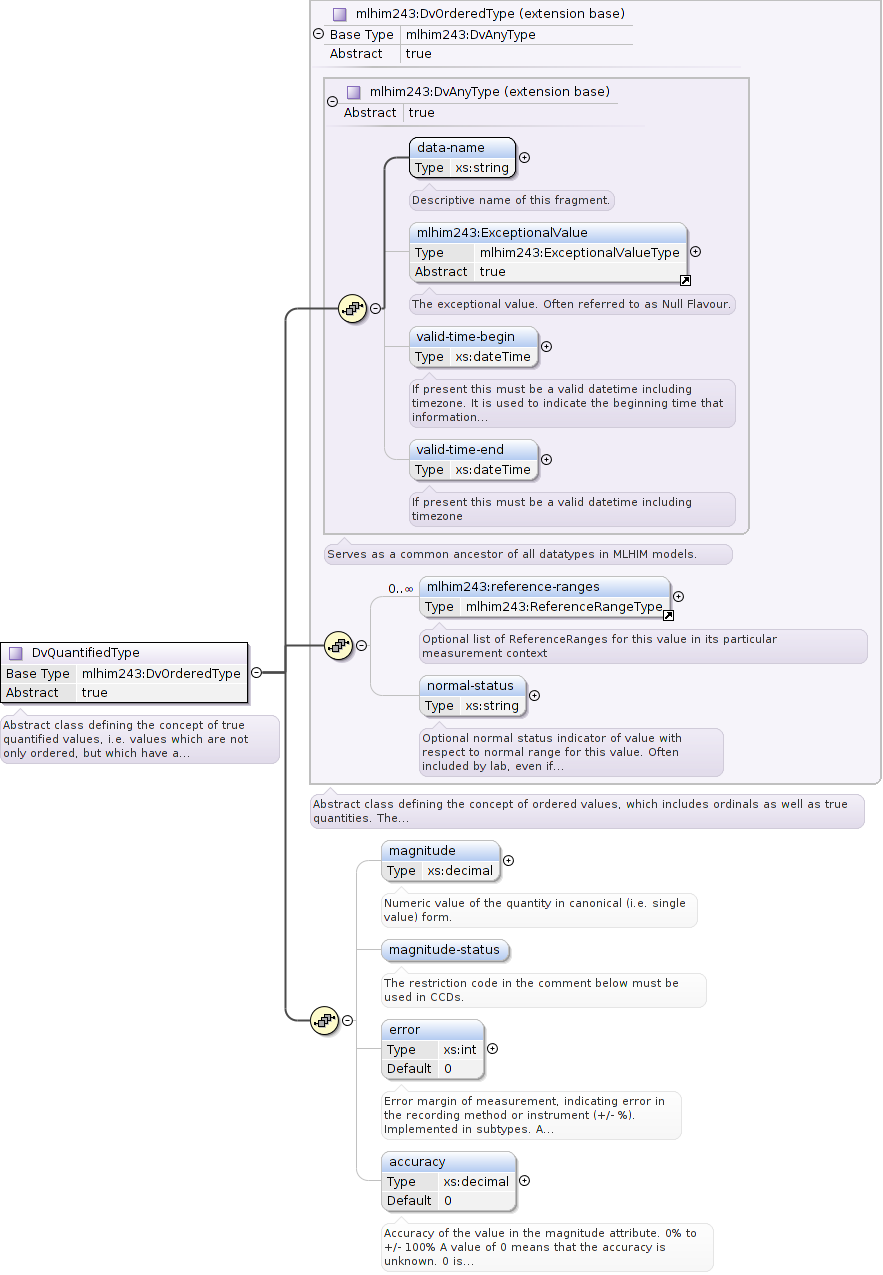 mlhim243:DvOrderedType (extension base)
Base Type mlhim243:DvAnyType
Abstract true
mlhim243:DvAnyType (extension base)
Abstract true
data-name
Type xs:string
Descriptive name of this fragment.
mlhim243:ExceptionalValue
Type mlhim243:ExceptionalValueType
Abstract true
The exceptional value. Often referred to as Null Flavour.
valid-time-begin
Type xs:dateTime
If present this must be a valid datetime including
timezone. It is used to indicate the beginning time that
information...
valid-time-end
Type xs:dateTime
If present this must be a valid datetime including
timezone
Serves as a common ancestor of all datatypes in MLHIM models.
0..∞
mlhim243:reference-ranges
Type mlhim243:ReferenceRangeType
Optional list of ReferenceRanges for this value in its particular
measurement context
normal-status
Type xs:string
Optional normal status indicator of value with
respect to normal range for this value. Often
included by lab, even if...
DvQuantifiedType
Base Type mlhim243:DvOrderedType
Abstract true
Abstract class defining the concept of true
quantified values, i.e. values which are not
only ordered, but which have a...
Abstract class defining the concept of ordered values, which includes ordinals as well as true
quantities. The...
magnitude
Type xs:decimal
Numeric value of the quantity in canonical (i.e. single
value) form.
magnitude-status
The restriction code in the comment below must be
used in CCDs.
error
Type xs:int
Default 0
Error margin of measurement, indicating error in
the recording method or instrument (+/- %).
Implemented in subtypes. A...
accuracy
Type xs:decimal
Default 0
Accuracy of the value in the magnitude attribute. 0% to
+/- 100% A value of 0 means that the accuracy is
unknown. 0 is...